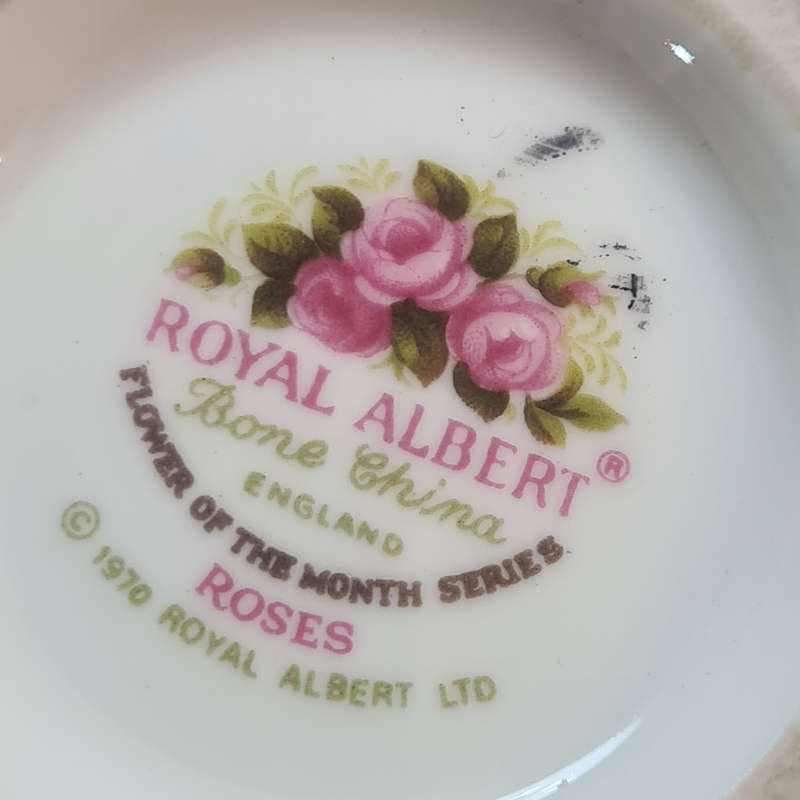 ROYAL ALBERT ®
Bone China
ENGLAND
FLOWER OF THE MONTH SERIES
ROSES
© 1970 ROYAL ALBERT LTD